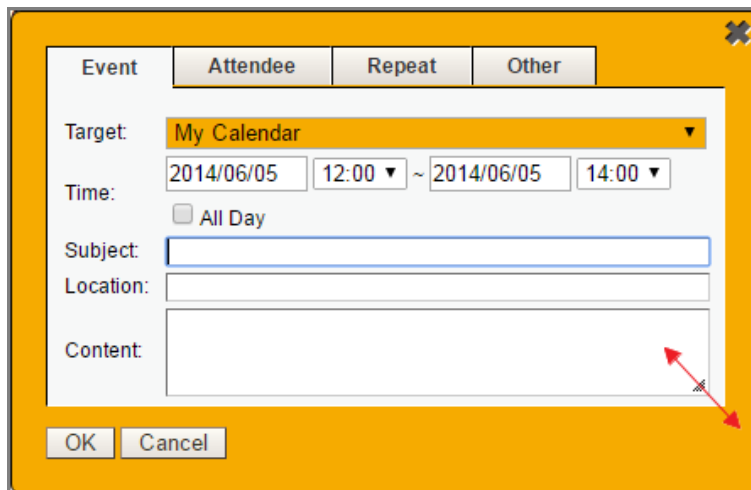 Event Attendee Repeat Other
Target: My Calendar
Time: 2014/06/05 12:00 ~ 2014/06/05 14:00
All Day
Subject:
Location:
Content:
OK Cancel